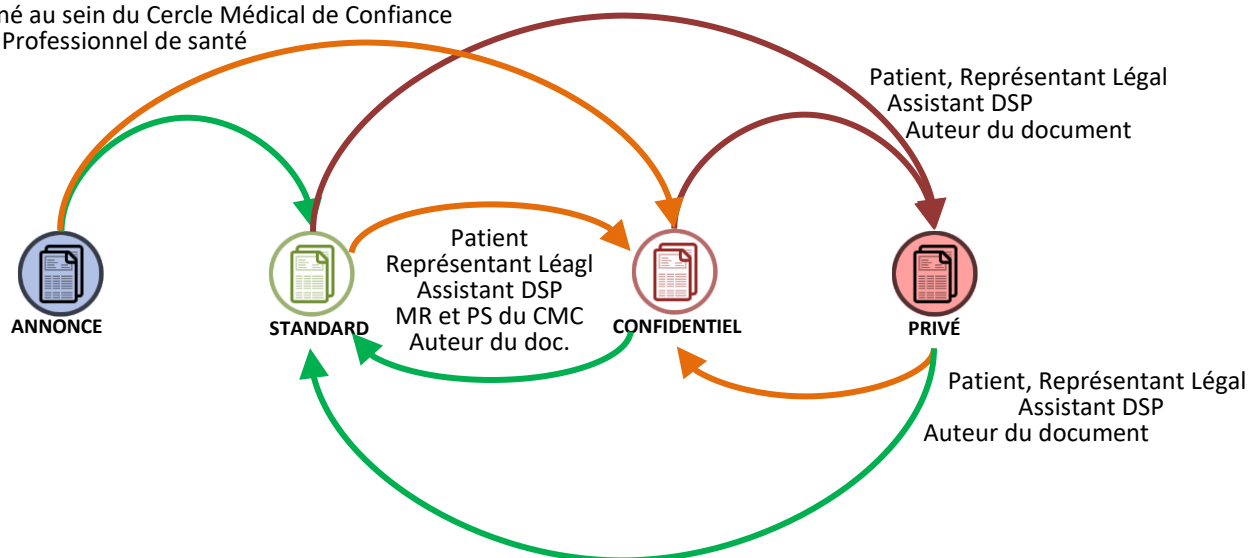 né au sein du Cercle Médical de Confiance
Professionnel de santé
Patient, Représentant Légal
Assistant DSP
Auteur du document
Patient
Représentant Léagl
Assistant DSP
MR et PS du CMC
Auteur du doc.
ANNONCE
STANDARD
CONFIDENTIEL
PRIVÉ
Patient, Représentant Légal
Assistant DSP
Auteur du document